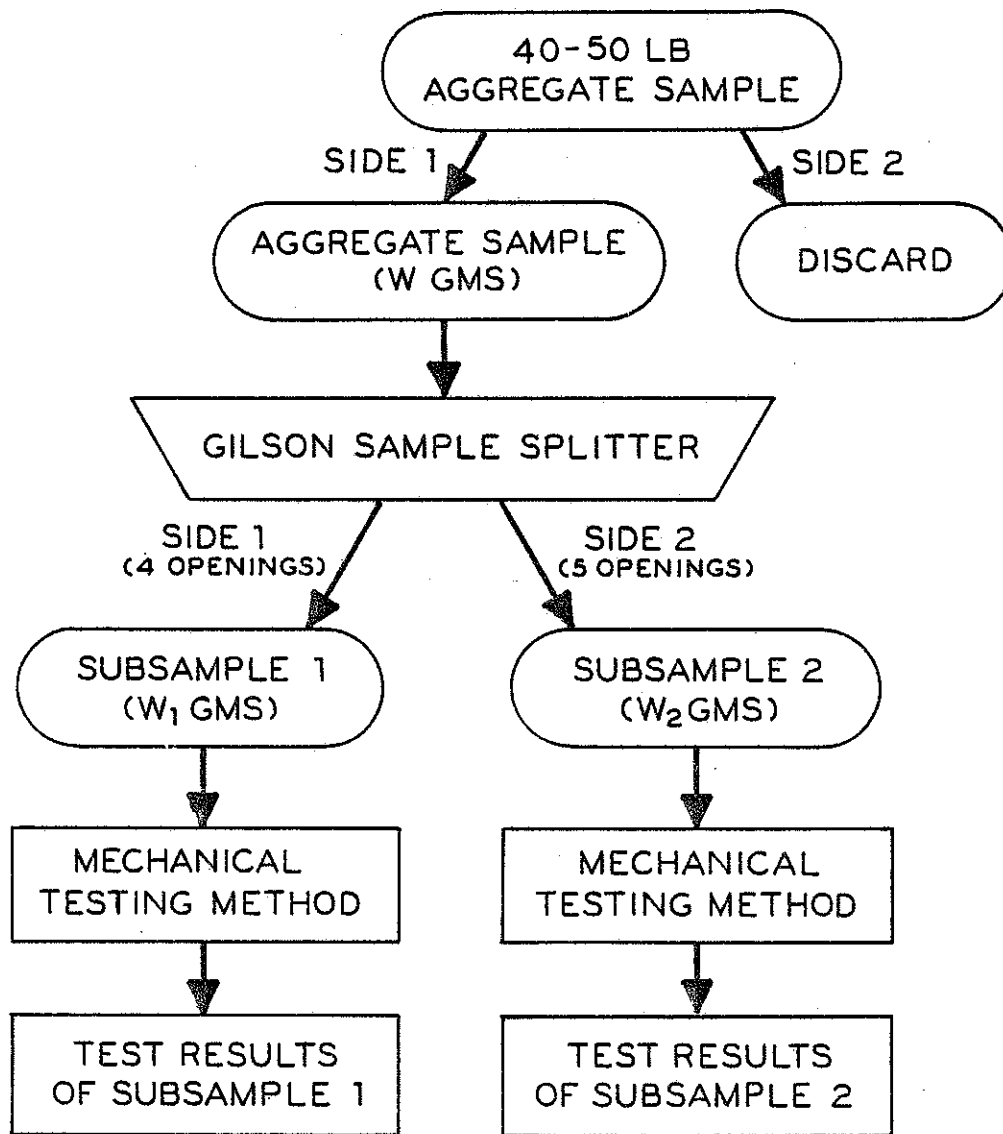 40-50 LB
AGGREGATE SAMPLE
SIDE 1
SIDE 2
AGGREGATE SAMPLE
(W GMS)
DISCARD
GILSON SAMPLE SPLITTER
SIDE 1
(4 OPENINGS)
SIDE 2
(5 OPENINGS)
SUBSAMPLE 1
(W₁ GMS)
SUBSAMPLE 2
(W₂ GMS)
MECHANICAL
TESTING METHOD
MECHANICAL
TESTING METHOD
TEST RESULTS
OF SUBSAMPLE 1
TEST RESULTS
OF SUBSAMPLE 2